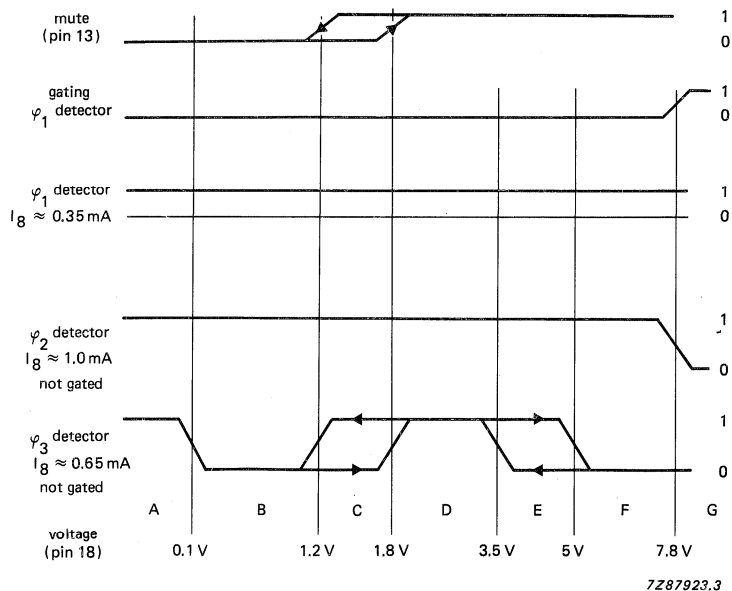 mute
(pin 13)
1
0
gating
φ1 detector
1
0
φ1 detector
I8 ≈ 0.35 mA
1
0
φ2 detector
I8 ≈ 1.0 mA
not gated
1
0
φ3 detector
I8 ≈ 0.65 mA
not gated
1
0
A B C D E F G
voltage
(pin 18)
0.1 V 1.2 V 1.8 V 3.5 V 5 V 7.8 V
7Z87923.3